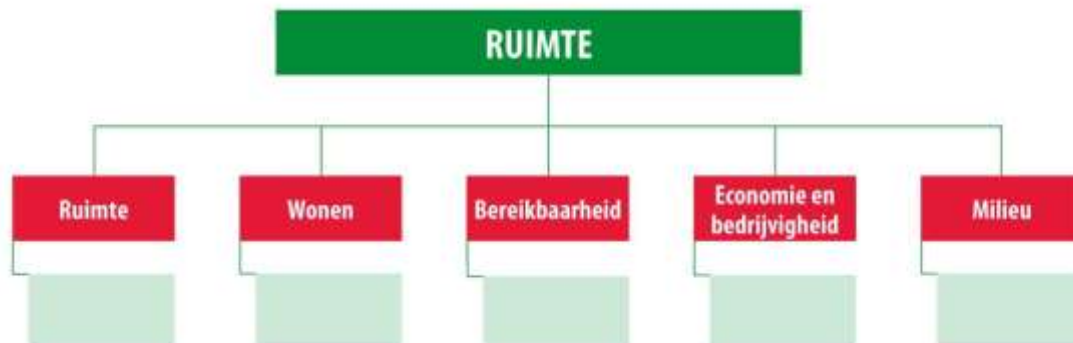 RUIMTE
Ruimte
Wonen
Bereikbaarheid
Economie en
bedrijvigheid
Milieu